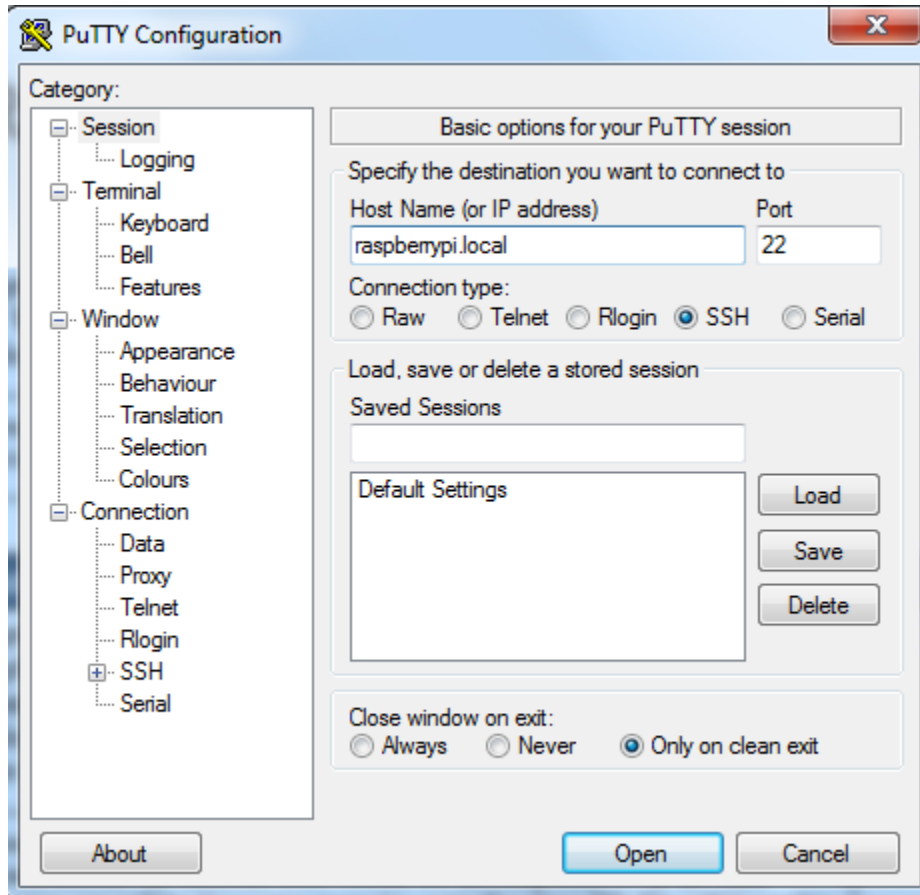 PuTTY Configuration
Category:
Session
Logging
Terminal
Keyboard
Bell
Features
Window
Appearance
Behaviour
Translation
Selection
Colours
Connection
Data
Proxy
Telnet
Rlogin
SSH
Serial
Basic options for your PuTTY session
Specify the destination you want to connect to
Host Name (or IP address) Port
raspberrypi.local 22
Connection type:
Raw Telnet Rlogin SSH Serial
Load, save or delete a stored session
Saved Sessions
Default Settings
Load
Save
Delete
Close window on exit:
Always Never Only on clean exit
About Open Cancel